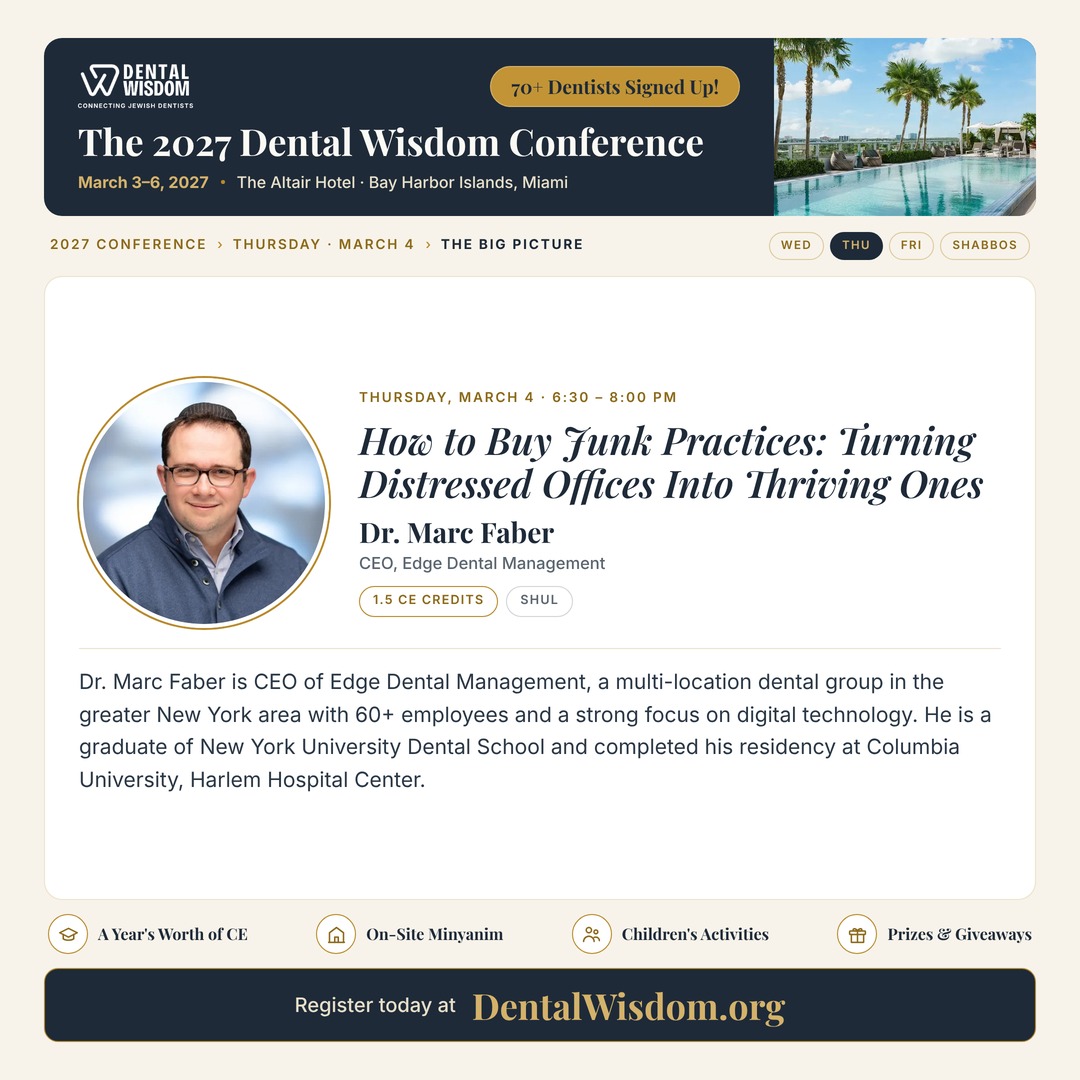 DENTAL
WISDOM
CONNECTING JEWISH DENTISTS
70+ Dentists Signed Up!
The 2027 Dental Wisdom Conference
March 3–6, 2027 • The Altair Hotel · Bay Harbor Islands, Miami
2027 CONFERENCE › THURSDAY · MARCH 4 › THE BIG PICTURE
WED THU FRI SHABBOS
THURSDAY, MARCH 4 · 6:30 – 8:00 PM
How to Buy Junk Practices: Turning
Distressed Offices Into Thriving Ones
Dr. Marc Faber
CEO, Edge Dental Management
1.5 CE CREDITS SHUL
Dr. Marc Faber is CEO of Edge Dental Management, a multi-location dental group in the
greater New York area with 60+ employees and a strong focus on digital technology. He is a
graduate of New York University Dental School and completed his residency at Columbia
University, Harlem Hospital Center.
A Year's Worth of CE On-Site Minyanim Children's Activities Prizes & Giveaways
Register today at DentalWisdom.org